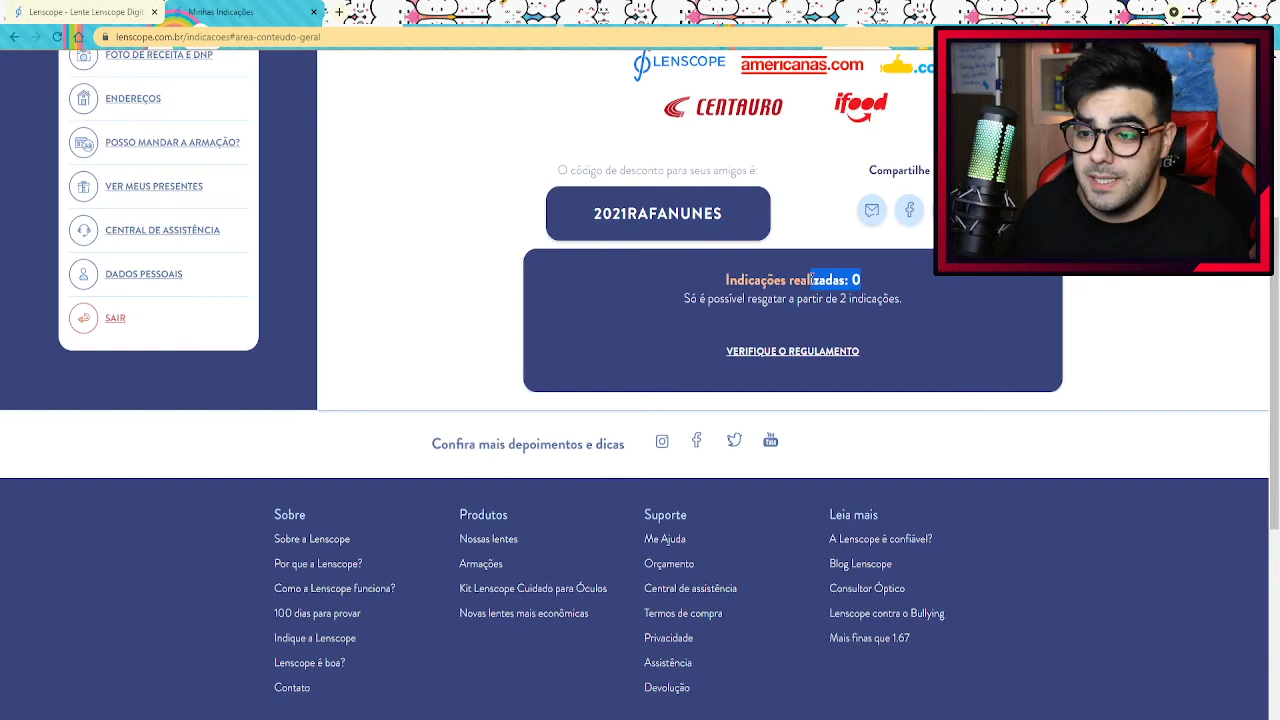 Lenscope - Lente Lenscope Digi
Minhas Indicações
lenscope.com.br/indicacoes#area-conteudo-geral
FOTO DE RECEITA E DNP
ENDEREÇOS
POSSO MANDAR A ARMAÇÃO?
VER MEUS PRESENTES
CENTRAL DE ASSISTÊNCIA
DADOS PESSOAIS
SAIR
LENSCOPE
americanas.com
.co
CENTAURO
ifood
O código de desconto para seus amigos é:
2021RAFANUNES
Compartilhe
Indicações realizadas: 0
Só é possível resgatar a partir de 2 indicações.
VERIFIQUE O REGULAMENTO
Confira mais depoimentos e dicas
You Tube
Sobre
Sobre a Lenscope
Por que a Lenscope?
Como a Lenscope funciona?
100 dias para provar
Indique a Lenscope
Lenscope é boa?
Contato
Produtos
Nossas lentes
Armações
Kit Lenscope Cuidado para Óculos
Novas lentes mais econômicas
Suporte
Me Ajuda
Orçamento
Central de assistência
Termos de compra
Privacidade
Assistência
Devolução
Leia mais
A Lenscope é confiável?
Blog Lenscope
Consultor Óptico
Lenscope contra o Bullying
Mais finas que 1.67